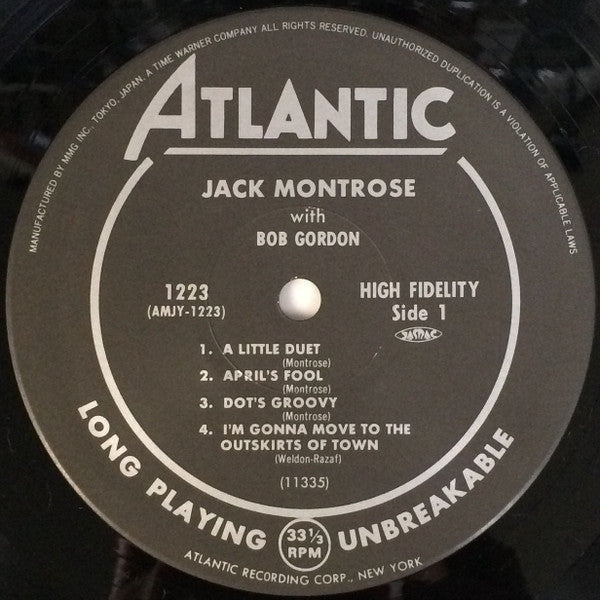 MANUFACTURED BY MMG INC., TOKYO, JAPAN. A TIME WARNER COMPANY ALL RIGHTS RESERVED. UNAUTHORIZED DUPLICATION IS A VIOLATION OF APPLICABLE LAWS
ATLANTIC
JACK MONTROSE
with
BOB GORDON
1223
(AMJY-1223)
HIGH FIDELITY
Side 1
JASRAC
1. A LITTLE DUET
(Montrose)
2. APRIL'S FOOL
(Montrose)
3. DOT'S GROOVY
(Montrose)
4. I'M GONNA MOVE TO THE
OUTSKIRTS OF TOWN
(Weldon-Razaf)
(11335)
LONG PLAYING 33 1/3 RPM UNBREAKABLE
ATLANTIC RECORDING CORP., NEW YORK